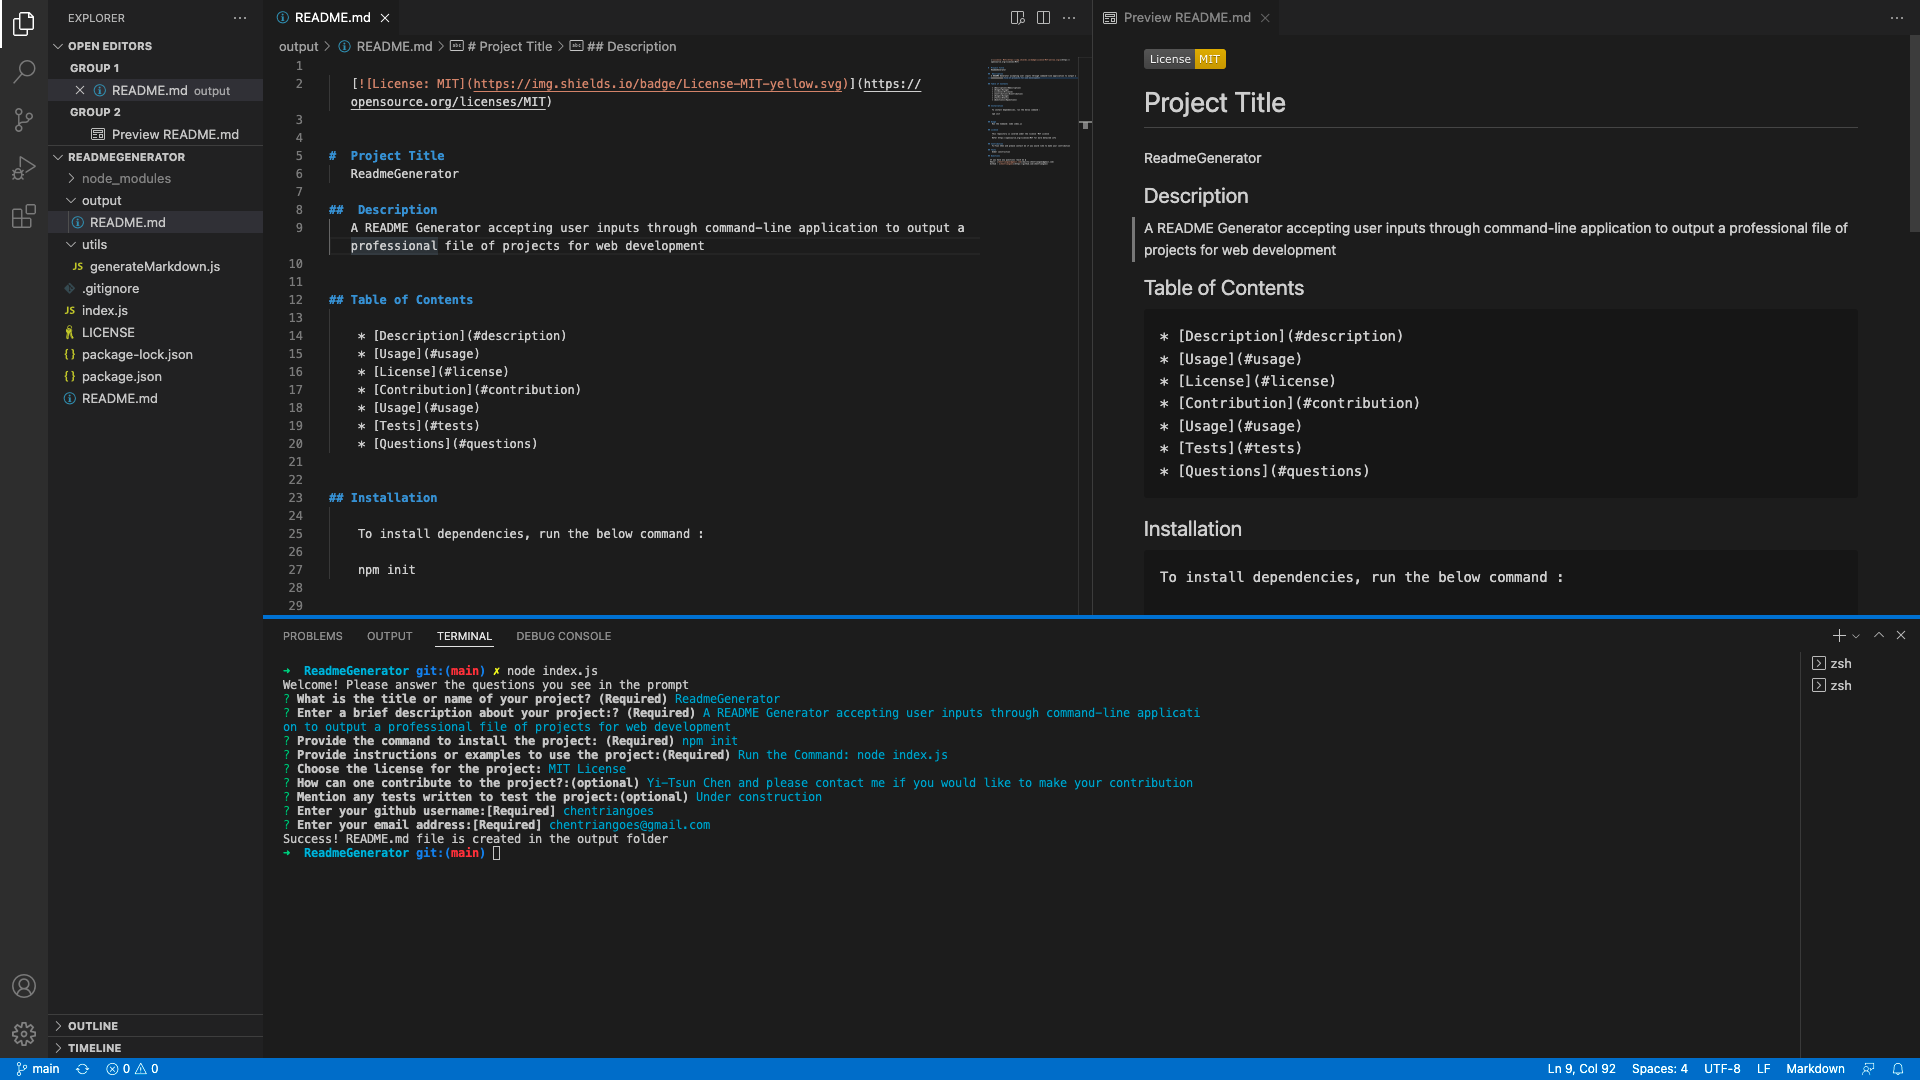 EXPLORER
OPEN EDITORS
GROUP 1
README.md output
GROUP 2
Preview README.md
READMEGENERATOR
node_modules
output
README.md
utils
JS generateMarkdown.js
.gitignore
JS index.js
LICENSE
{} package-lock.json
{} package.json
README.md
OUTLINE
TIMELINE
README.md
output > README.md > # Project Title > ## Description
1
2 [![License: MIT](https://img.shields.io/badge/License-MIT-yellow.svg)](https://
opensource.org/licenses/MIT)
3
4
5 # Project Title
6 ReadmeGenerator
7
8 ## Description
9 A README Generator accepting user inputs through command-line application to output a
professional file of projects for web development
10
11
12 ## Table of Contents
13
14 * [Description](#description)
15 * [Usage](#usage)
16 * [License](#license)
17 * [Contribution](#contribution)
18 * [Usage](#usage)
19 * [Tests](#tests)
20 * [Questions](#questions)
21
22
23 ## Installation
24
25 To install dependencies, run the below command :
26
27 npm init
28
29
Preview README.md
License MIT
Project Title
ReadmeGenerator
Description
A README Generator accepting user inputs through command-line application to output a professional file of
projects for web development
Table of Contents
* [Description](#description)
* [Usage](#usage)
* [License](#license)
* [Contribution](#contribution)
* [Usage](#usage)
* [Tests](#tests)
* [Questions](#questions)
Installation
To install dependencies, run the below command :
PROBLEMS OUTPUT TERMINAL DEBUG CONSOLE
→ ReadmeGenerator git:(main) ✗ node index.js
Welcome! Please answer the questions you see in the prompt
? What is the title or name of your project? (Required) ReadmeGenerator
? Enter a brief description about your project:? (Required) A README Generator accepting user inputs through command-line applicati
on to output a professional file of projects for web development
? Provide the command to install the project: (Required) npm init
? Provide instructions or examples to use the project:(Required) Run the Command: node index.js
? Choose the license for the project: MIT License
? How can one contribute to the project?:(optional) Yi-Tsun Chen and please contact me if you would like to make your contribution
? Mention any tests written to test the project:(optional) Under construction
? Enter your github username:[Required] chentriangoes
? Enter your email address:[Required] chentriangoes@gmail.com
Success! README.md file is created in the output folder
→ ReadmeGenerator git:(main)
zsh
zsh
main 0 0
Ln 9, Col 92 Spaces: 4 UTF-8 LF Markdown